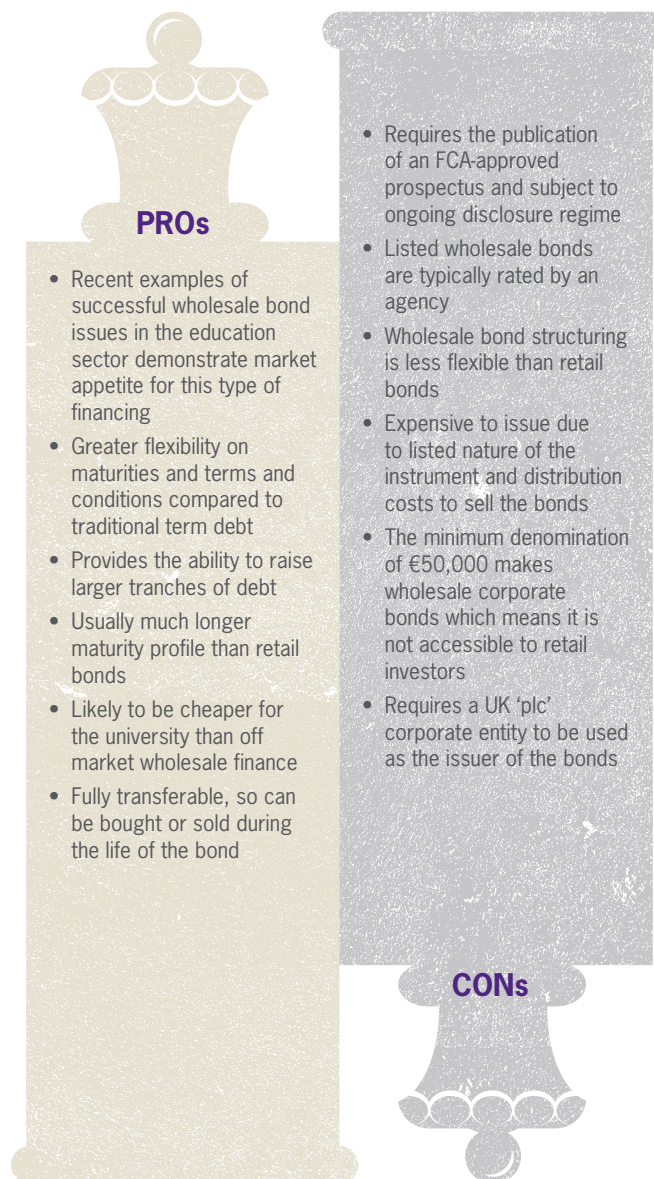 PROs
• Recent examples of
successful wholesale bond
issues in the education
sector demonstrate market
appetite for this type of
financing
• Greater flexibility on
maturities and terms and
conditions compared to
traditional term debt
• Provides the ability to raise
larger tranches of debt
• Usually much longer
maturity profile than retail
bonds
• Likely to be cheaper for
the university than off
market wholesale finance
• Fully transferable, so can
be bought or sold during
the life of the bond
• Requires the publication
of an FCA-approved
prospectus and subject to
ongoing disclosure regime
• Listed wholesale bonds
are typically rated by an
agency
• Wholesale bond structuring
is less flexible than retail
bonds
• Expensive to issue due
to listed nature of the
instrument and distribution
costs to sell the bonds
• The minimum denomination
of €50,000 makes
wholesale corporate
bonds which means it is
not accessible to retail
investors
• Requires a UK ‘plc’
corporate entity to be used
as the issuer of the bonds
CONs